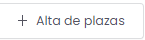 + Alta de plazas